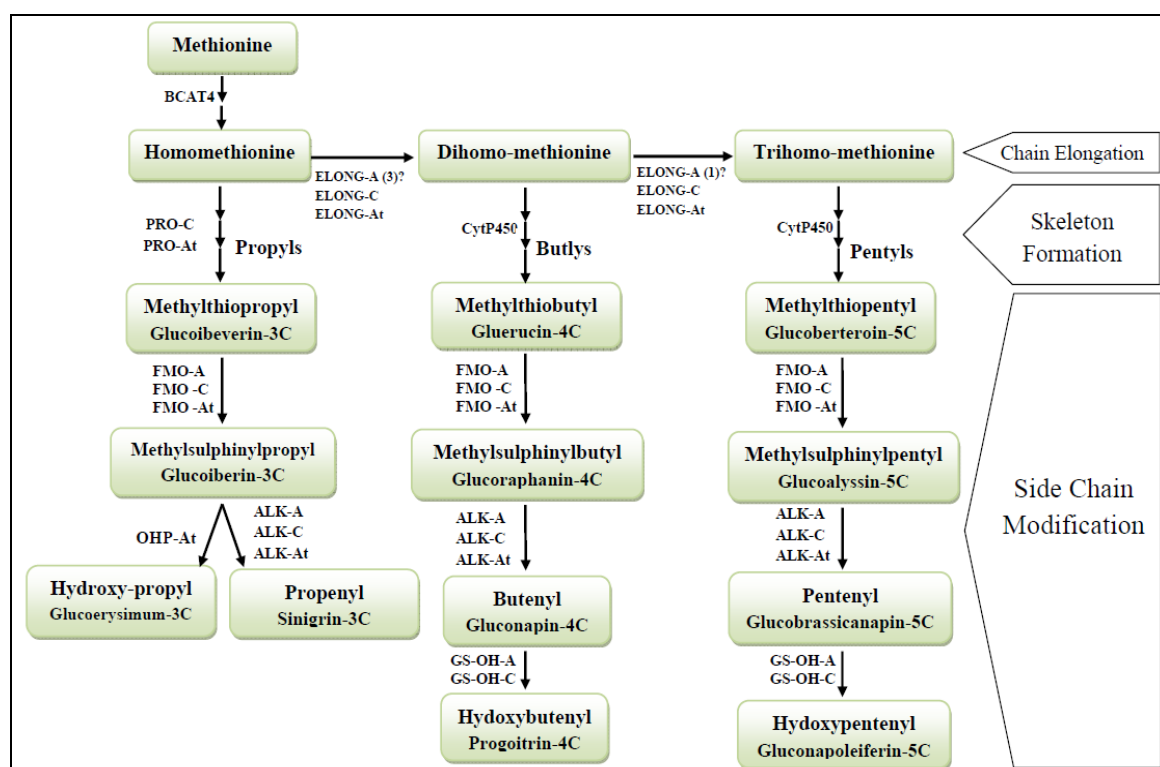 Methionine
BCAT4
Homomethionine
ELONG-A (3)?
ELONG-C
ELONG-At
Dihomo-methionine
ELONG-A (1)?
ELONG-C
ELONG-At
Trihomo-methionine
Chain Elongation
PRO-C
PRO-At
Propyls
CytP450
Butlys
CytP450
Pentyls
Skeleton
Formation
Methylthiopropyl
Glucoibeverin-3C
Methylthiobutyl
Gluerucin-4C
Methylthiopentyl
Glucoberteroin-5C
FMO-A
FMO -C
FMO -At
FMO-A
FMO -C
FMO -At
FMO-A
FMO -C
FMO -At
Methylsulphinylpropyl
Glucoiberin-3C
Methylsulphinylbutyl
Glucoraphanin-4C
Methylsulphinylpentyl
Glucoalyssin-5C
Side Chain
Modification
OHP-At
ALK-A
ALK-C
ALK-At
ALK-A
ALK-C
ALK-At
ALK-A
ALK-C
ALK-At
Hydroxy-propyl
Glucoerysimum-3C
Propenyl
Sinigrin-3C
Butenyl
Gluconapin-4C
Pentenyl
Glucobrassicanapin-5C
GS-OH-A
GS-OH-C
GS-OH-A
GS-OH-C
Hydoxybutenyl
Progoitrin-4C
Hydoxypentenyl
Gluconapoleiferin-5C